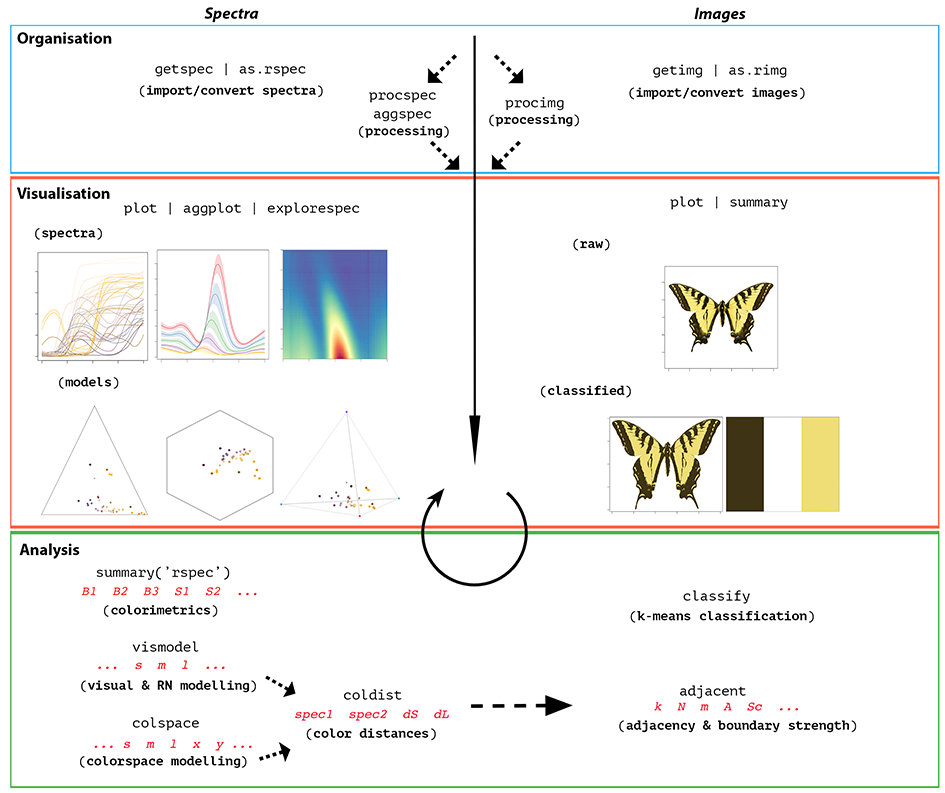 Spectra
Images
Organisation
getspec | as.rspec
(import/convert spectra)
procspec
aggspec
(processing)
procimg
(processing)
getimg | as.rimg
(import/convert images)
Visualisation
plot | aggplot | explorespec
(spectra)
(models)
plot | summary
(raw)
(classified)
Analysis
summary('rspec')
B1 B2 B3 S1 S2 ...
(colorimetrics)
vismodel
... s m l ...
(visual & RN modelling)
colspace
... s m l x y ...
(colorspace modelling)
coldist
spec1 spec2 dS dL
(color distances)
classify
(k-means classification)
adjacent
k N m A Sc ...
(adjacency & boundary strength)